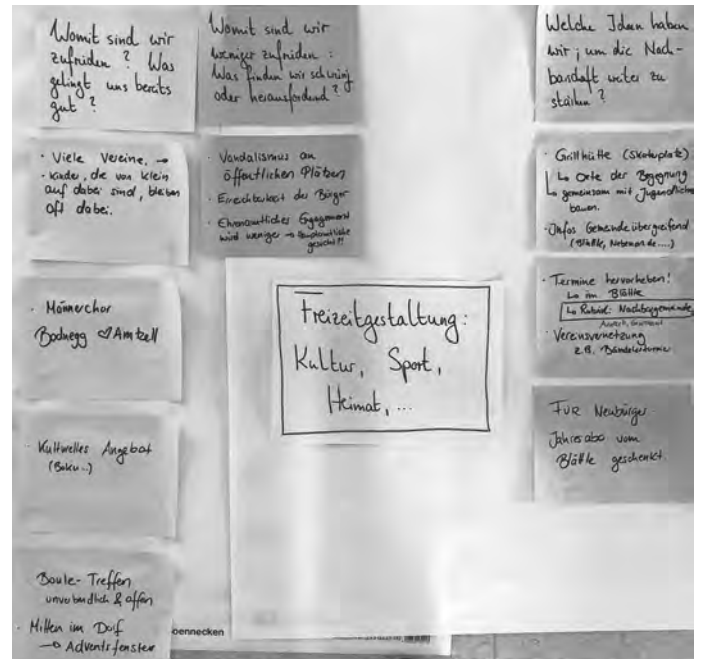 Womit sind wir
zufrieden ? Was
gelingt uns bereits
gut ?
· Viele Vereine, →
· Kinder, die von klein
auf dabei sind, bleiben
oft dabei.
· Männerchor
Bodnegg Amtzell
· Kulturelles Angebot
(BoKu..)
Boule-Treffen
unverbindlich & offen
· Mitten im Dorf
→ Adventsfenster
Womit sind wir
weniger zufrieden :
Was finden wir schwierig
oder herausfordernd ?
· Vandalismus an
öffentlichen Plätzen
· Erreichbarkeit der Bürger
· Ehrenamtliches Engagement
wird weniger → Hauptamtliche
gesucht?!
Freizeitgestaltung:
Kultur, Sport,
Heimat, ...
Welche Ideen haben
wir, um die Nach-
barschaft weiter zu
stärken ?
· Grillhütte (Skateplatz)
↳ Orte der Begegnung
↳ gemeinsam mit Jugendlichen
bauen.
· Infos Gemeindeübergreifend
(Blättle, ....)
· Termine hervorheben!
↳ im Blättle
↳ Rubrik: Nachbargemeinde
· Vereinsvernetzung
z.B.
Für Neubürger
Jahresabo vom
Blättle geschenkt.
oennecken